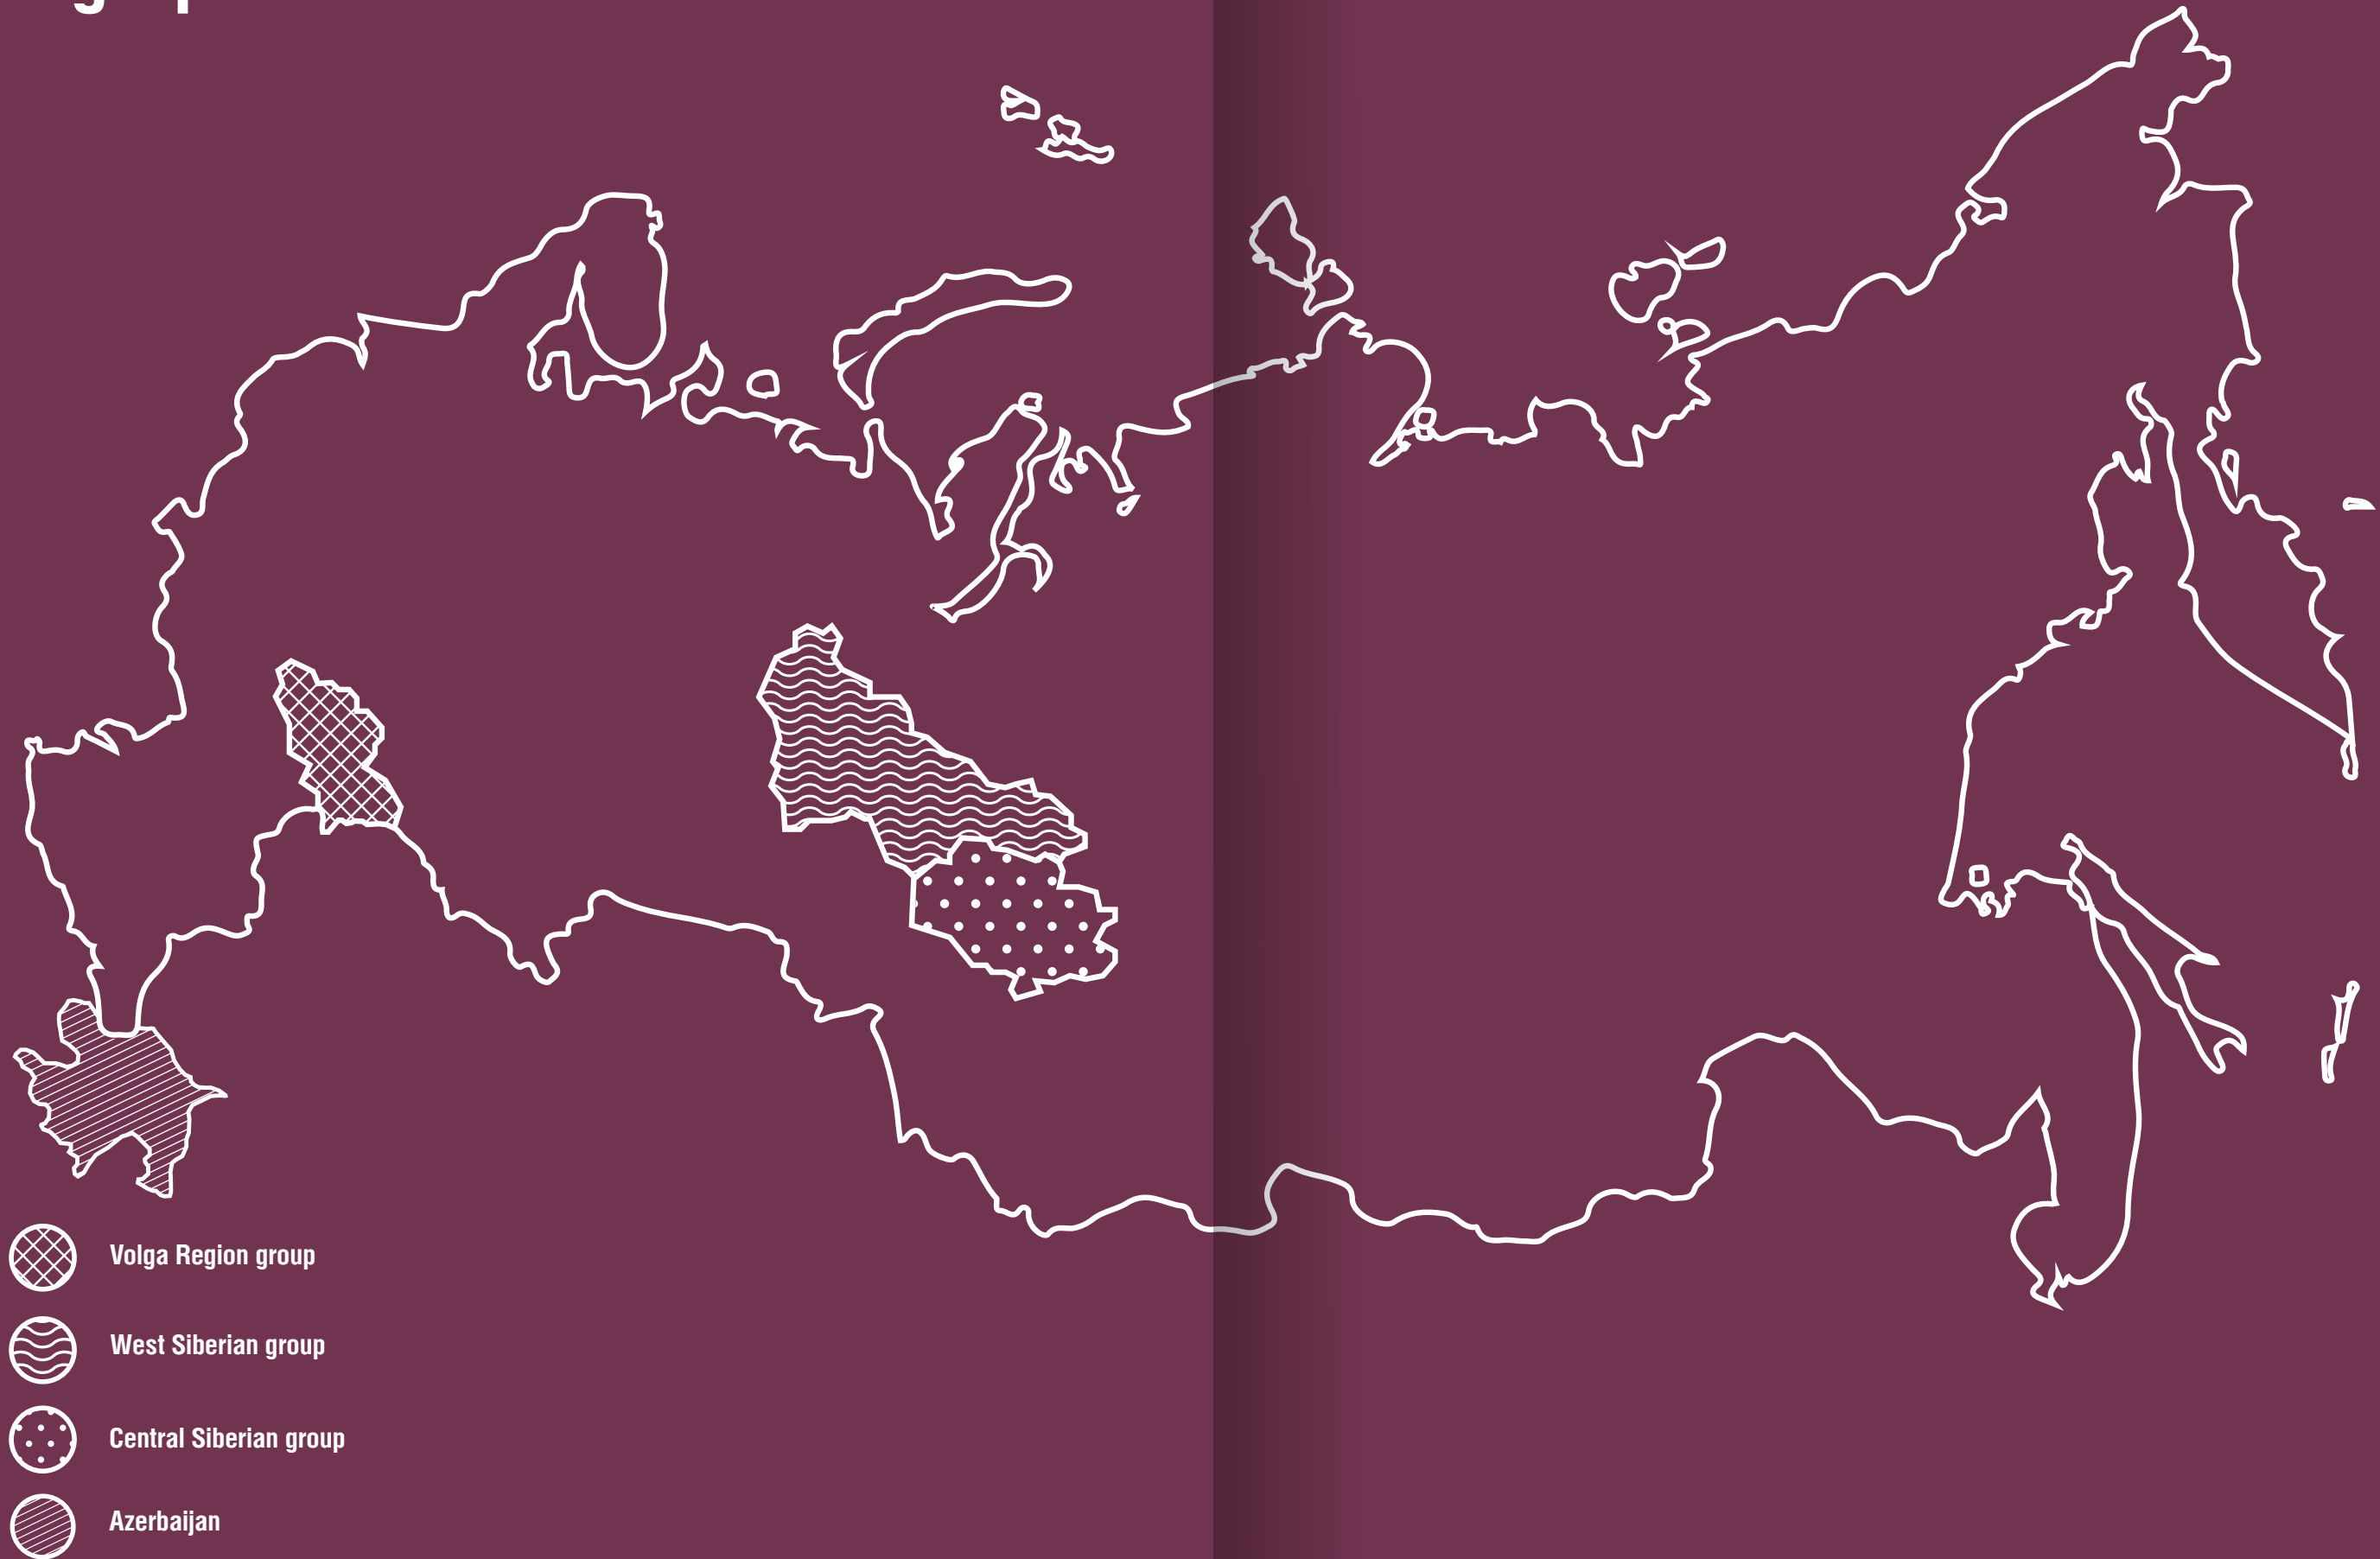 Volga Region group
West Siberian group
Central Siberian group
Azerbaijan